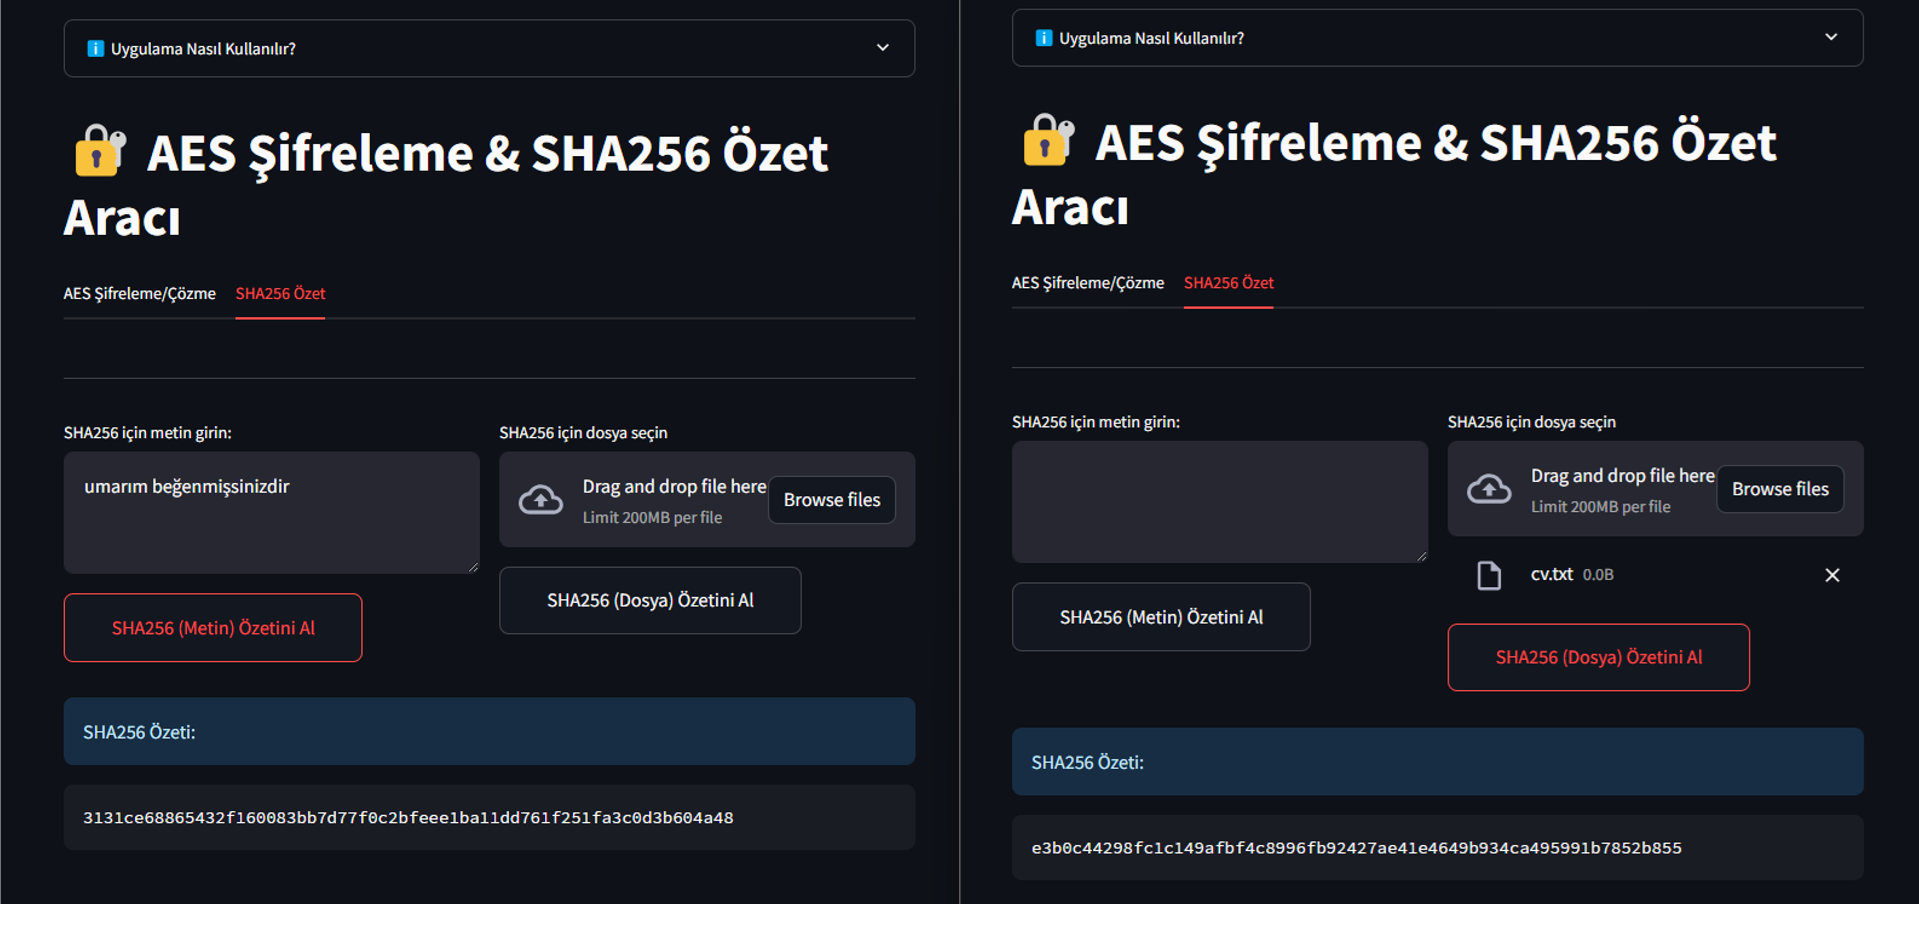 Uygulama Nasıl Kullanılır?
AES Şifreleme & SHA256 Özet
Aracı
AES Şifreleme/Çözme SHA256 Özet
SHA256 için metin girin:
umarım beğenmişsinizdir
SHA256 (Metin) Özetini Al
SHA256 için dosya seçin
Drag and drop file here
Limit 200MB per file
Browse files
SHA256 (Dosya) Özetini Al
SHA256 Özeti:
3131ce68865432f160083bb7d77f0c2bfeee1ba11dd761f251fa3c0d3b604a48
Uygulama Nasıl Kullanılır?
AES Şifreleme & SHA256 Özet
Aracı
AES Şifreleme/Çözme SHA256 Özet
SHA256 için metin girin:
SHA256 (Metin) Özetini Al
SHA256 için dosya seçin
Drag and drop file here
Limit 200MB per file
Browse files
cv.txt 0.0B
SHA256 (Dosya) Özetini Al
SHA256 Özeti:
e3b0c44298fc1c149afbf4c8996fb92427ae41e4649b934ca495991b7852b855